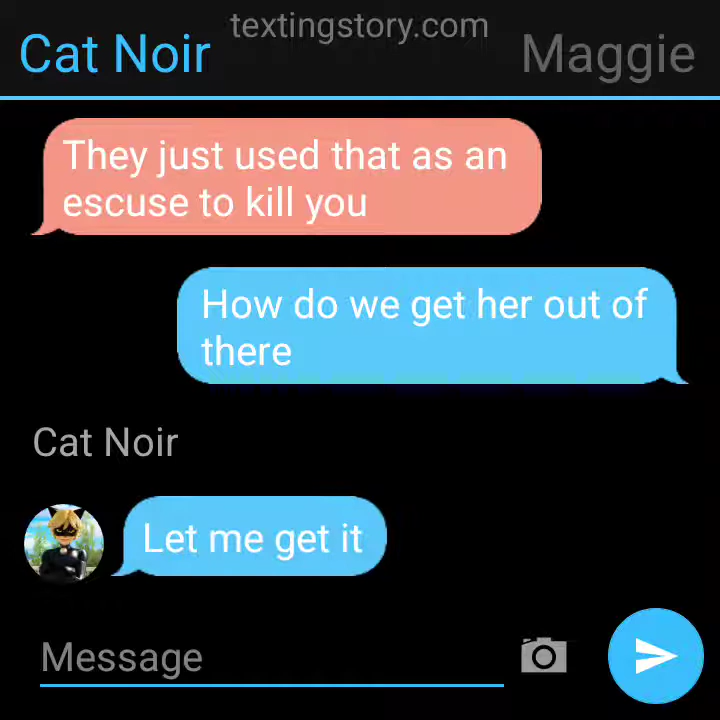 textingstory.com
Cat Noir
Maggie
They just used that as an
escuse to kill you
How do we get her out of
there
Cat Noir
Let me get it
Message